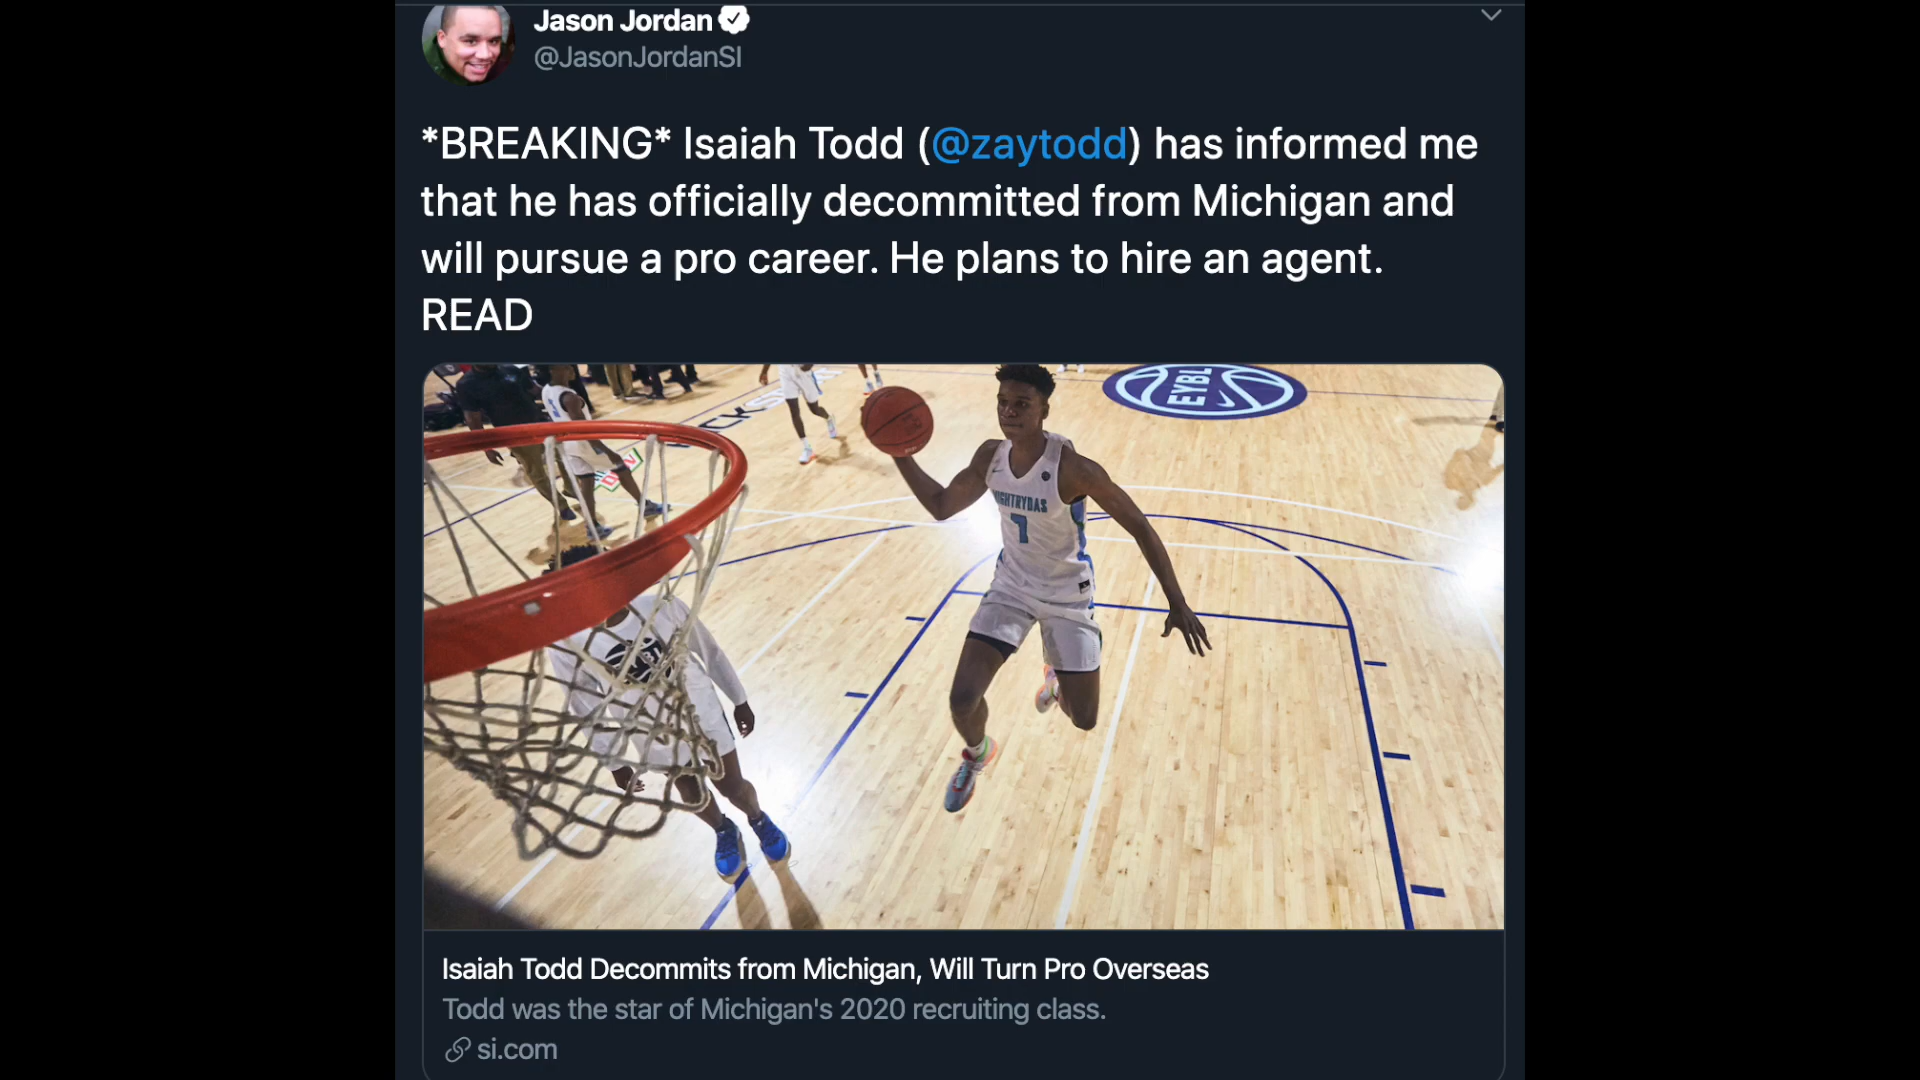 Jason Jordan
@JasonJordanSI
*BREAKING* Isaiah Todd (@zaytodd) has informed me
that he has officially decommitted from Michigan and
will pursue a pro career. He plans to hire an agent.
READ
EYBL
7
Isaiah Todd Decommits from Michigan, Will Turn Pro Overseas
Todd was the star of Michigan's 2020 recruiting class.
si.com